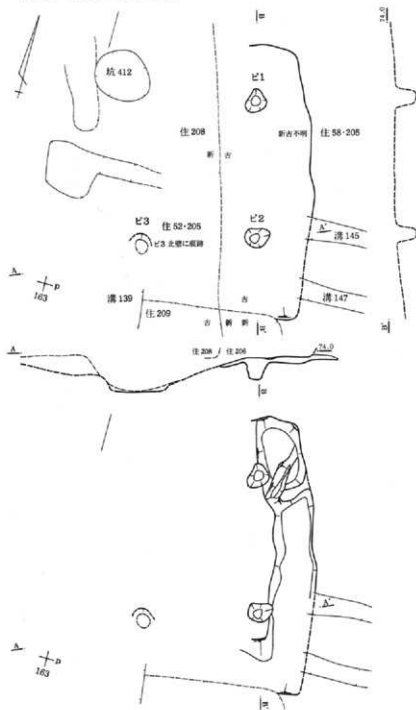 B
74.0
坑412
ピ1
住208
新古不明
住58·205
新
古
ピ3
住52·205
ピ3 北壁に痕跡
ピ2
A'
溝145
A
163
D
溝139
住209
古
溝147
古
新
新
B'
B'
A
住208
住206
74.0
B
A'
A
163
D
B'